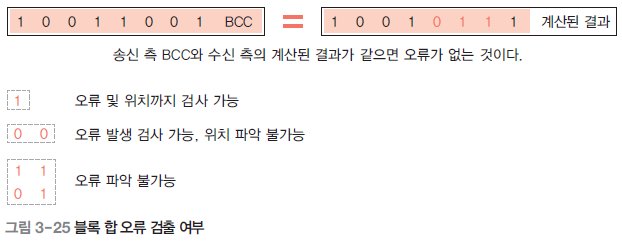 1 0 0 1 1 0 0 1 BCC = 1 0 0 1 0 1 1 1 계산된 결과
송신 측 BCC와 수신 측의 계산된 결과가 같으면 오류가 없는 것이다.
1 오류 및 위치까지 검사 가능
0 0 오류 발생 검사 가능, 위치 파악 불가능
1 1
오류 파악 불가능
0 1
그림 3-25 블록 합 오류 검출 여부